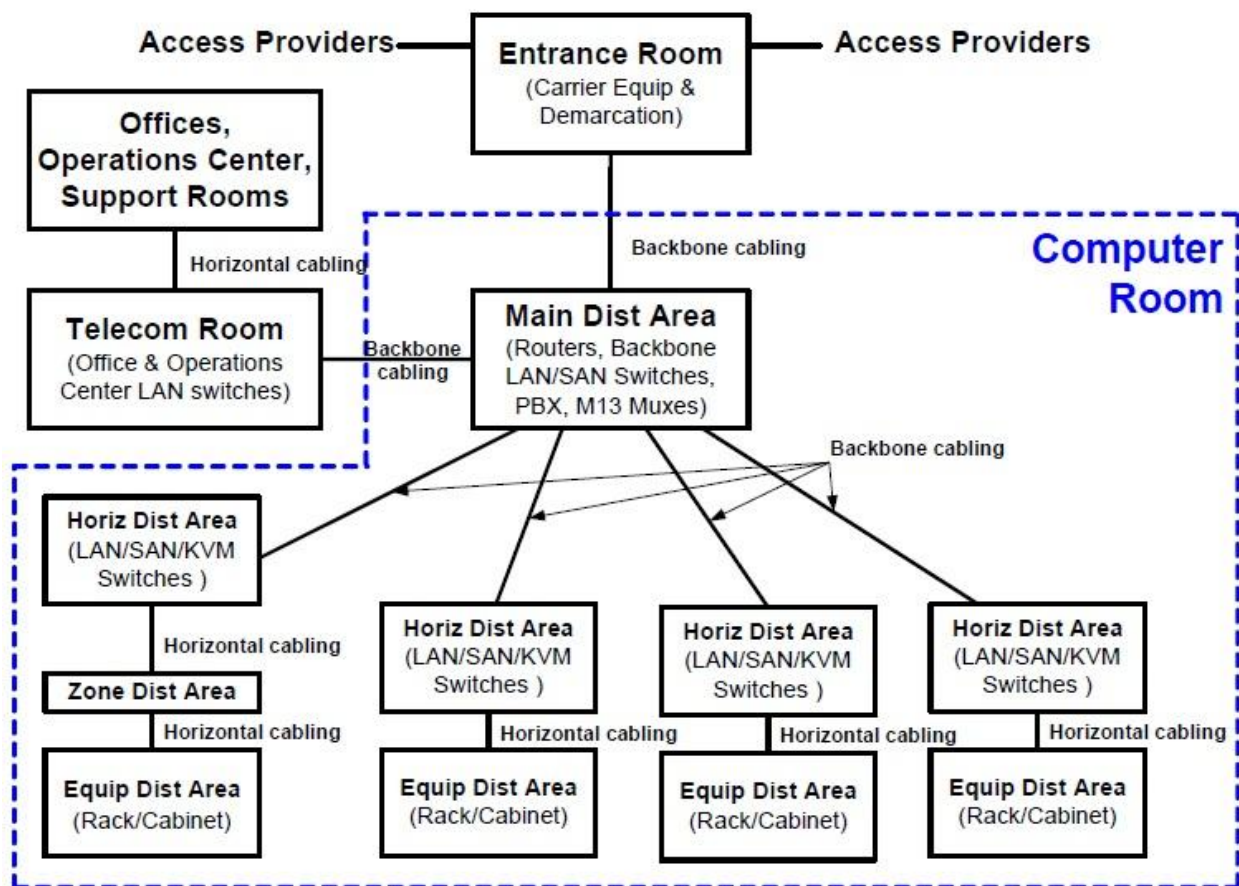 Access Providers
Entrance Room
(Carrier Equip &
Demarcation)
Access Providers
Offices,
Operations Center,
Support Rooms
Horizontal cabling
Backbone cabling
Computer
Room
Telecom Room
(Office & Operations
Center LAN switches)
Backbone
cabling
Main Dist Area
(Routers, Backbone
LAN/SAN Switches,
PBX, M13 Muxes)
Backbone cabling
Horiz Dist Area
(LAN/SAN/KVM
Switches )
Horizontal cabling
Zone Dist Area
Horizontal cabling
Equip Dist Area
(Rack/Cabinet)
Horiz Dist Area
(LAN/SAN/KVM
Switches )
Horizontal cabling
Equip Dist Area
(Rack/Cabinet)
Horiz Dist Area
(LAN/SAN/KVM
Switches )
Horizontal cabling
Equip Dist Area
(Rack/Cabinet)
Horiz Dist Area
(LAN/SAN/KVM
Switches )
Horizontal cabling
Equip Dist Area
(Rack/Cabinet)